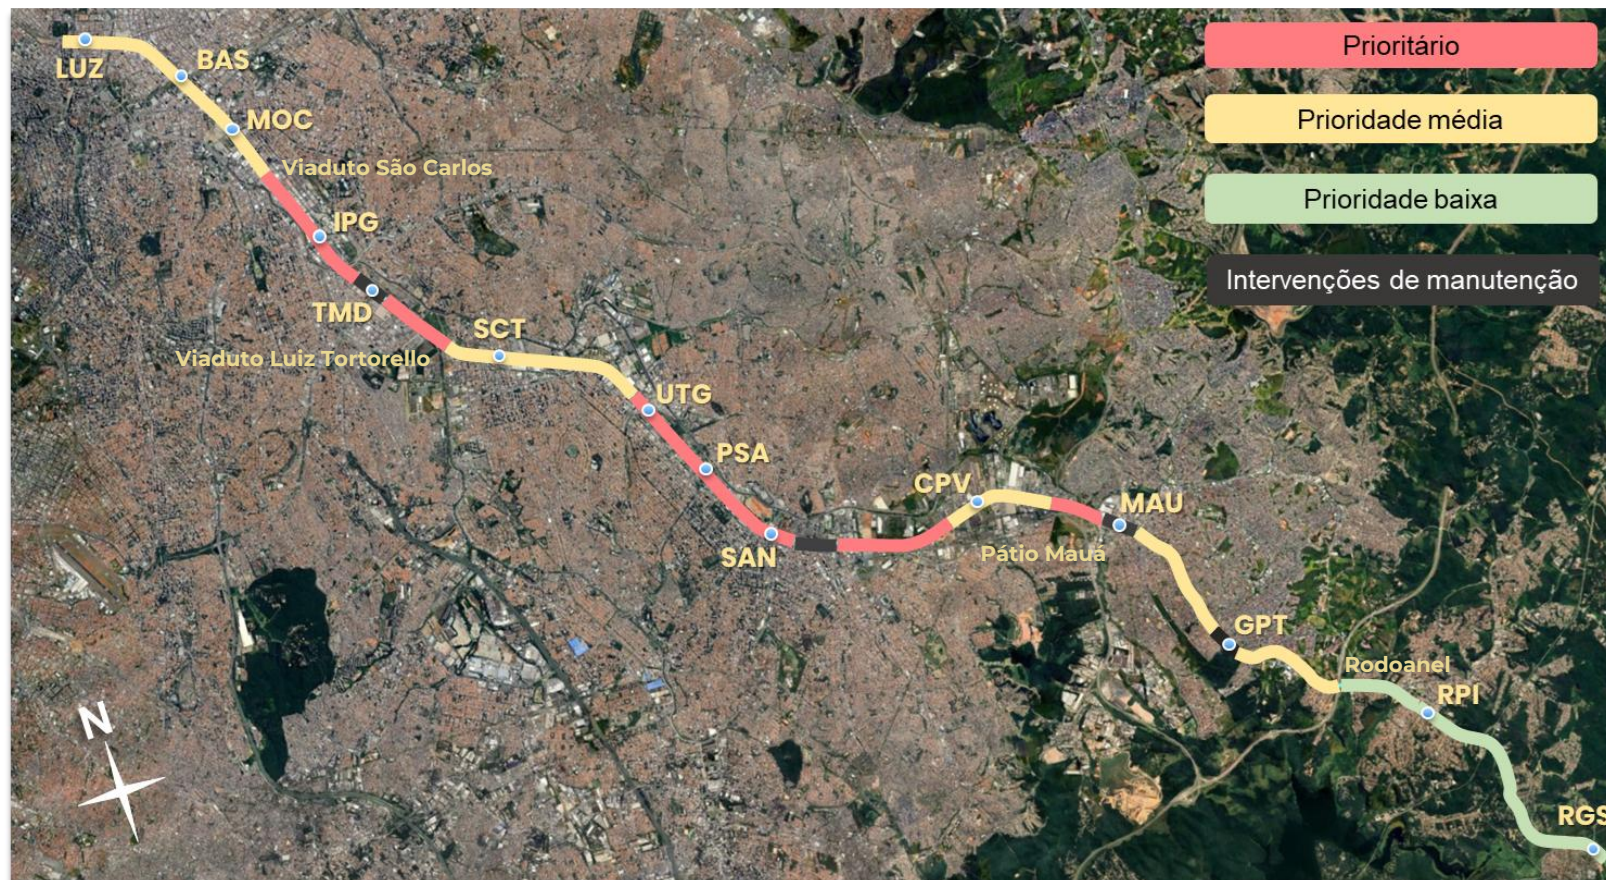 Prioritário
Prioridade média
Prioridade baixa
Intervenções de manutenção
LUZ
BAS
MOC
Viaduto São Carlos
IPG
TMD
SCT
Viaduto Luiz Tortorello
UTG
PSA
SAN
CPV
MAU
Pátio Mauá
GPT
Rodoanel
RPI
RGS
N